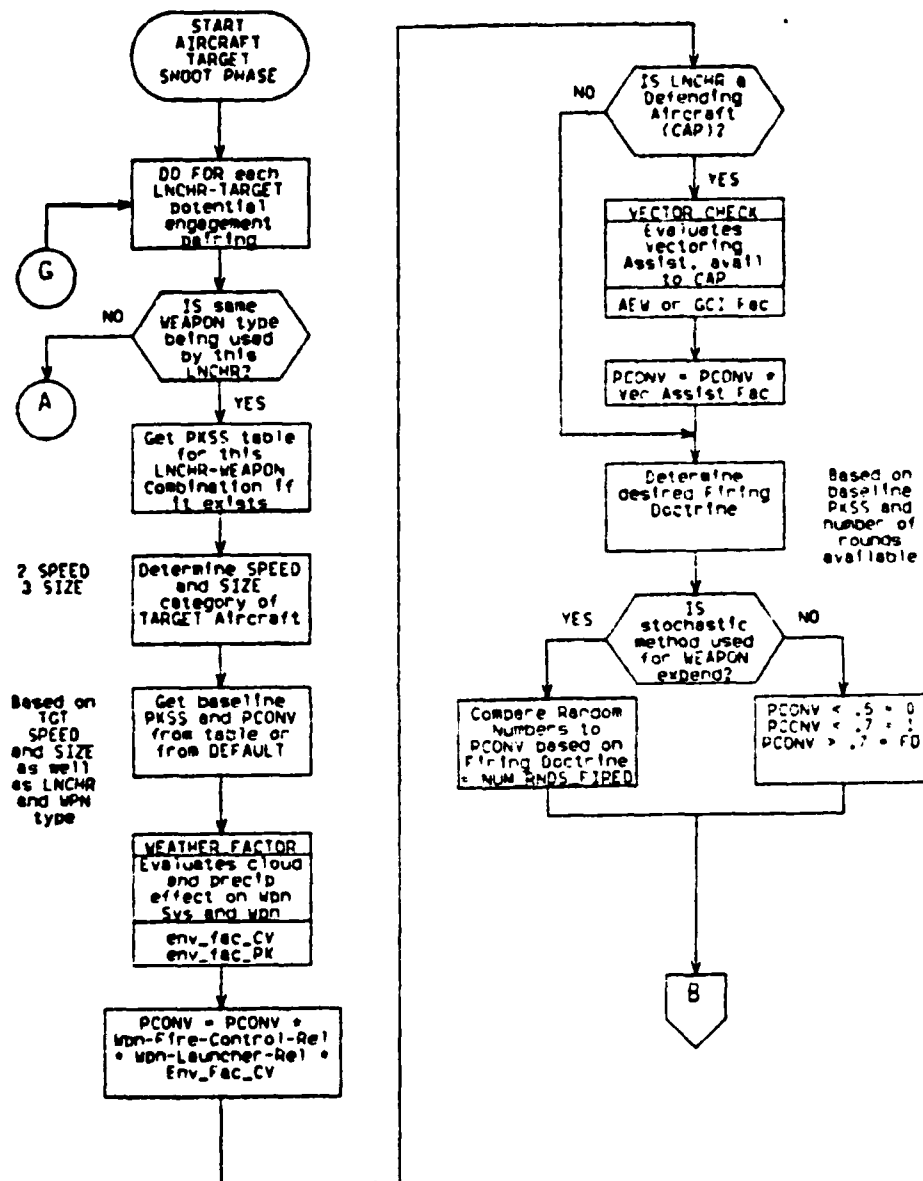 START
AIRCRAFT
TARGET
SHOOT PHASE
DO FOR each
LNCHR-TARGET
potential
engagement
pairing
G
IS same
WEAPON type
being used
by this
LNCHR?
NO
A
YES
Get PKSS table
for this
LNCHR-WEAPON
Combination if
it exists
2 SPEED
3 SIZE
Determine SPEED
and SIZE
category of
TARGET Aircraft
Based on
TGT
SPEED
and SIZE
as well
as LNCHR
and WPN
type
Get baseline
PKSS and PCONV
from table or
from DEFAULT
WEATHER FACTOR
Evaluates cloud
and precip
effect on Wpn
Sys and Wpn
env_fac_CV
env_fac_PK
PCONV = PCONV *
Wpn-Fire-Control-Rel
* Wpn-Launcher-Rel *
Env_Fac_CV
IS LNCHR a
Defending
Aircraft
(CAP)?
NO
YES
VECTOR CHECK
Evaluates
Vectoring
Assist. avail
to CAP
AEW or GCI Fac
PCONV = PCONV *
Vec Assist Fac
Determine
desired Firing
Doctrine
Based on
baseline
PKSS and
number of
rounds
available
IS
stochastic
method used
for WEAPON
expend?
YES
NO
Compare Random
Numbers to
PCONV based on
Firing Doctrine
= NUM RNDS FIRED
PCONV < .5 = 0
PCONV < .7 = 1
PCONV > .7 = FD
B